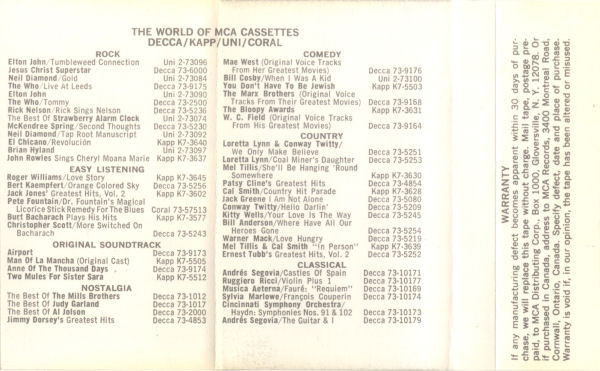 THE WORLD OF MCA CASSETTES
DECCA/KAPP/UNI/CORAL
ROCK
Elton John/Tumbleweed Connection Uni 2-73096
Jesus Christ Superstar Decca 73-6000
Neil Diamond/Gold Uni 2-73084
The Who/Live At Leeds Decca 73-9175
Elton John Uni 2-73090
The Who/Tommy Decca 73-2500
Rick Nelson/Rick Sings Nelson Decca 73-5236
The Best Of Strawberry Alarm Clock Uni 2-73074
McKendree Spring/Second Thoughts Decca 73-5230
Neil Diamond/Tap Root Manuscript Uni 2-73092
El Chicano/Revolución Kapp K7-3640
Brian Hyland Uni 2-73097
John Rowles Sings Cheryl Moana Marie Kapp K7-3637
EASY LISTENING
Roger Williams/Love Story Kapp K7-3645
Bert Kaempfert/Orange Colored Sky Decca 73-5256
Jack Jones' Greatest Hits, Vol. 2 Kapp K7-3602
Pete Fountain/Dr. Fountain's Magical
Licorice Stick Remedy For The Blues Coral 73-57513
Burt Bacharach Plays His Hits Kapp K7-3577
Christopher Scott/More Switched On
Bacharach Decca 73-5243
ORIGINAL SOUNDTRACK
Airport Decca 73-9173
Man Of La Mancha (Original Cast) Kapp K7-5505
Anne Of The Thousand Days Decca 73-9174
Two Mules For Sister Sara Kapp K7-5512
NOSTALGIA
The Best Of The Mills Brothers Decca 73-1012
The Best Of Judy Garland Decca 73-1017
The Best Of Al Jolson Decca 73-2000
Jimmy Dorsey's Greatest Hits Decca 73-4853
COMEDY
Mae West (Original Voice Tracks
From Her Greatest Movies) Decca 73-9176
Bill Cosby/When I Was A Kid Uni 2-73100
You Don't Have To Be Jewish Kapp K7-5503
The Marx Brothers (Original Voice
Tracks From Their Greatest Movies) Decca 73-9168
The Bloopy Awards Kapp K7-3631
W. C. Field (Original Voice Tracks
From His Greatest Movies) Decca 73-9164
COUNTRY
Loretta Lynn & Conway Twitty/
We Only Make Believe Decca 73-5251
Loretta Lynn/Coal Miner's Daughter Decca 73-5253
Mel Tillis/She'll Be Hanging 'Round
Somewhere Kapp K7-3630
Patsy Cline's Greatest Hits Decca 73-4854
Cal Smith/Country Hit Parade Kapp K7-3628
Jack Greene I Am Not Alone Decca 73-5080
Conway Twitty/Hello Darlin' Decca 73-5209
Kitty Wells/Your Love Is The Way Decca 73-5245
Bill Anderson/Where Have All Our
Heroes Gone Decca 73-5254
Warner Mack/Love Hungry Decca 73-5219
Mel Tillis & Cal Smith "In Person" Kapp K7-3639
Ernest Tubb's Greatest Hits, Vol. 2 Decca 73-5252
CLASSICAL
Andrés Segovia/Castles Of Spain Decca 73-10171
Ruggiero Ricci/Violin Plus 1 Decca 73-10177
Musica Aeterna/Fauré: "Requiem" Decca 73-10169
Sylvia Marlowe/François Couperin Decca 73-10174
Cincinnati Symphony Orchestra/
Haydn: Symphonies Nos. 91 & 102 Decca 73-10173
Andrés Segovia/The Guitar & I Decca 73-10179
WARRANTY
If any manufacturing defect becomes apparent within 30 days of pur-
chase, we will replace this tape without charge. Mail tape, postage pre-
paid, to MCA Distributing Corp., Box 1000, Gloversville, N. Y. 12078. Or
if purchased in Canada, address to MCA Records, 3400 Montreal Road,
Cornwall, Ontario, Canada. Specify defect, date and place of purchase.
Warranty is void if, in our opinion, the tape has been altered or misused.